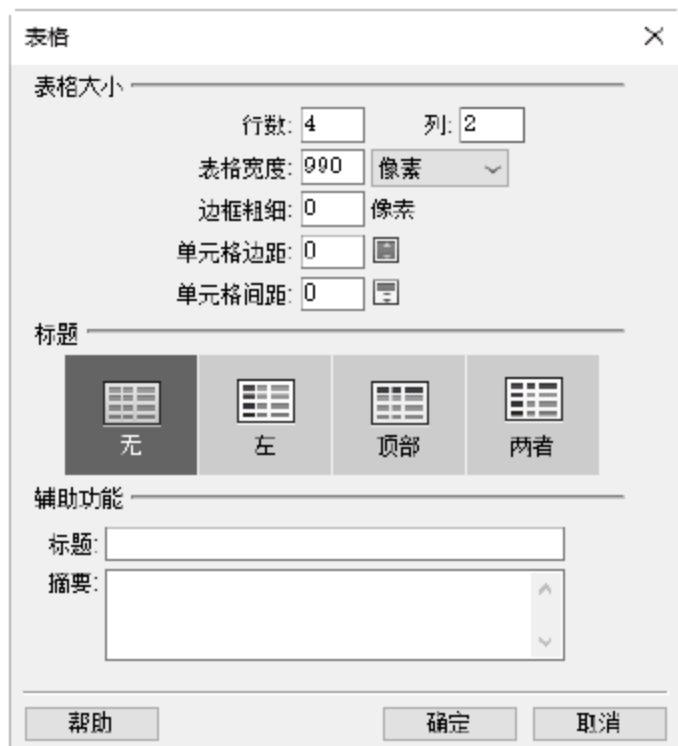 表格
表格大小
行数: 4 列: 2
表格宽度: 990 像素
边框粗细: 0 像素
单元格边距: 0
单元格间距: 0
标题
无 左 顶部 两者
辅助功能
标题:
摘要:
帮助 确定 取消